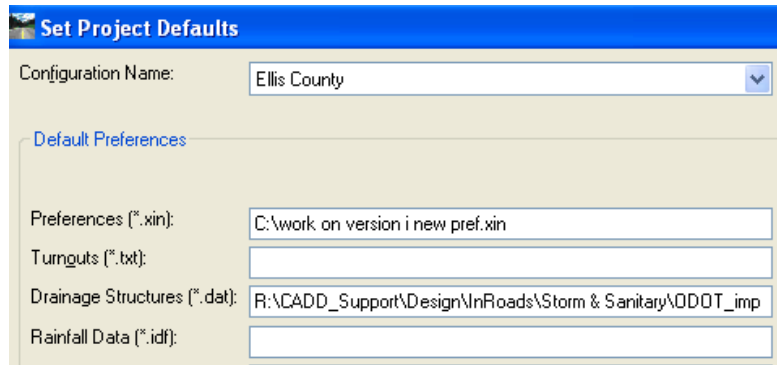 Set Project Defaults
Configuration Name:
Ellis County
Default Preferences
Preferences (*.xin):
C:\work on version i new pref.xin
Turnouts (*.txt):
Drainage Structures (*.dat):
R:\CADD_Support\Design\InRoads\Storm & Sanitary\ODOT_imp
Rainfall Data (*.idf):